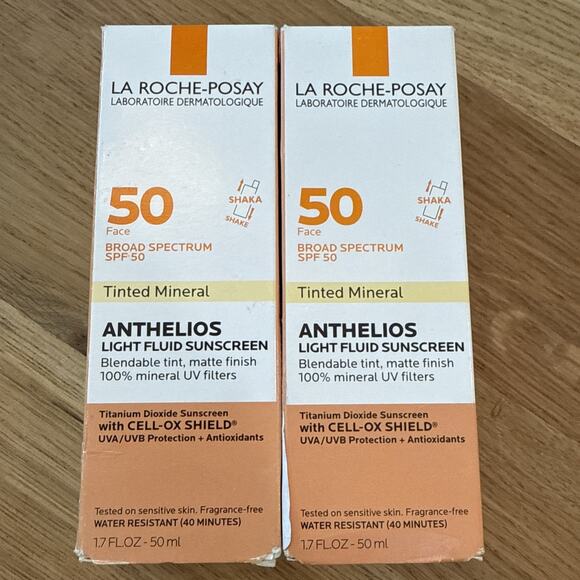 LA ROCHE-POSAY
LABORATOIRE DERMATOLOGIQUE
50
Face
SHAKA
SHAKE
BROAD SPECTRUM
SPF 50
Tinted Mineral
ANTHELIOS
LIGHT FLUID SUNSCREEN
Blendable tint, matte finish
100% mineral UV filters
Titanium Dioxide Sunscreen
with CELL-OX SHIELD®
UVA/UVB Protection + Antioxidants
Tested on sensitive skin. Fragrance-free
WATER RESISTANT (40 MINUTES)
1.7 FL.OZ - 50 ml
LA ROCHE-POSAY
LABORATOIRE DERMATOLOGIQUE
50
Face
SHAKA
SHAKE
BROAD SPECTRUM
SPF 50
Tinted Mineral
ANTHELIOS
LIGHT FLUID SUNSCREEN
Blendable tint, matte finish
100% mineral UV filters
Titanium Dioxide Sunscreen
with CELL-OX SHIELD®
UVA/UVB Protection + Antioxidants
Tested on sensitive skin. Fragrance-free
WATER RESISTANT (40 MINUTES)
1.7 FL.OZ - 50 ml